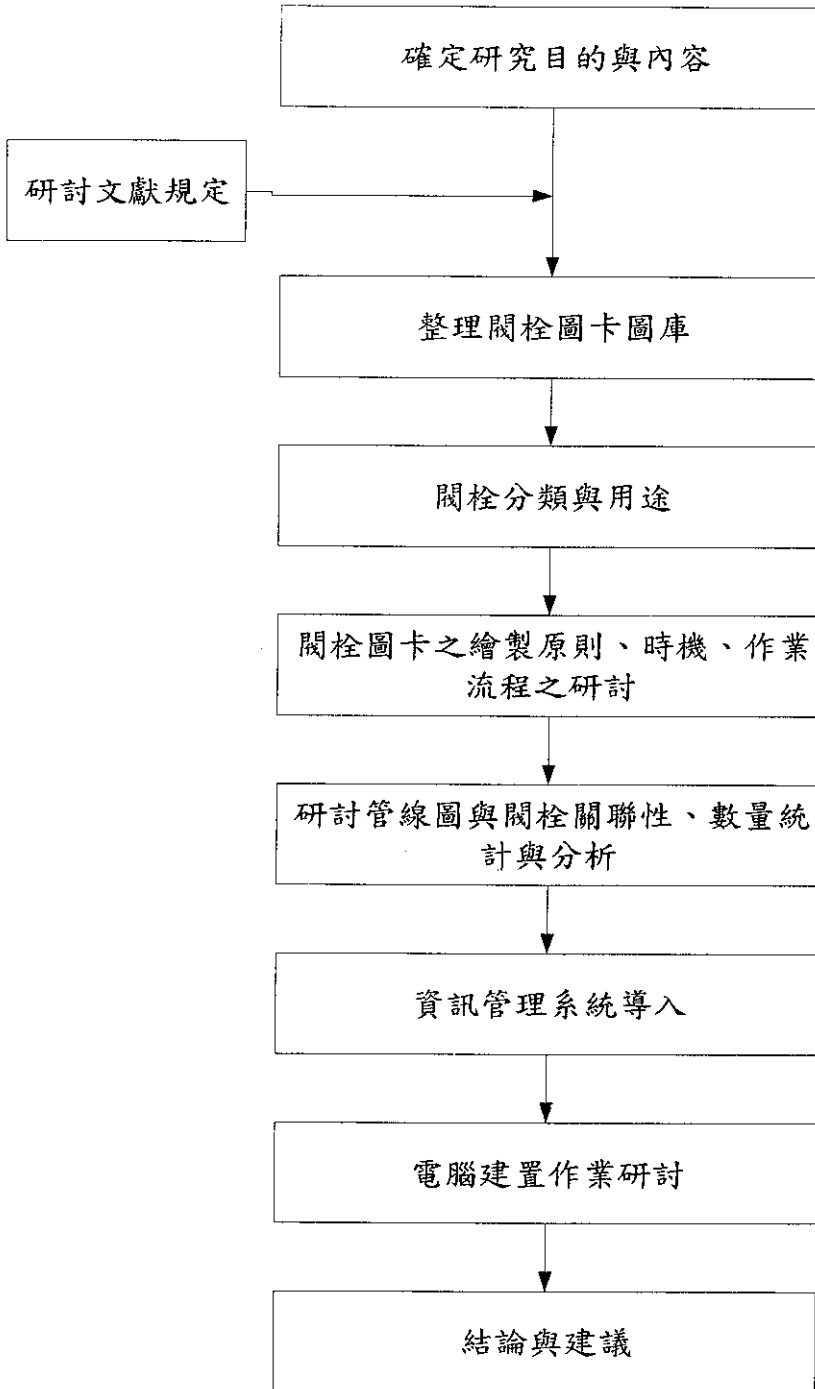 確定研究目的與內容
研討文獻規定
整理閥栓圖卡圖庫
閥栓分類與用途
閥栓圖卡之繪製原則、時機、作業
流程之研討
研討管線圖與閥栓關聯性、數量統
計與分析
資訊管理系統導入
電腦建置作業研討
結論與建議